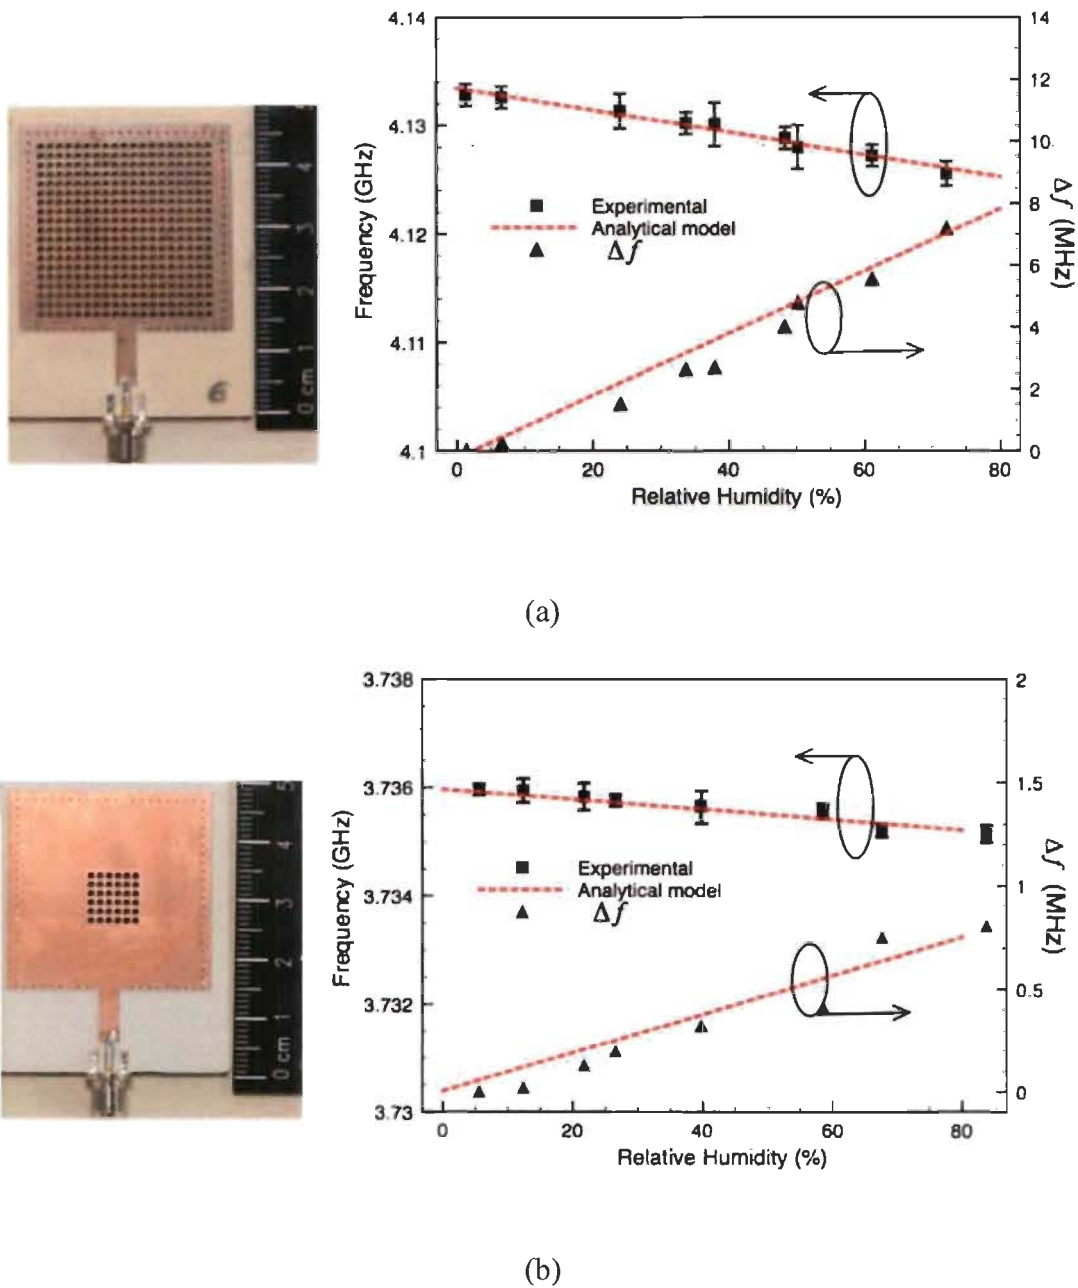 4.14
4.13
4.12
4.11
4.1
Frequency (GHz)
14
12
10
8
6
4
2
0
Δf (MHz)
Experimental
Analytical model
Δf
0 20 40 60 80
Relative Humidity (%)
4
3
2
1
0 cm
6
(a)
3.738
3.736
3.734
3.732
3.73
Frequency (GHz)
2
1.5
1
0.5
0
Δf (MHz)
Experimental
Analytical model
Δf
0 20 40 60 80
Relative Humidity (%)
5
4
3
2
1
0 cm
(b)